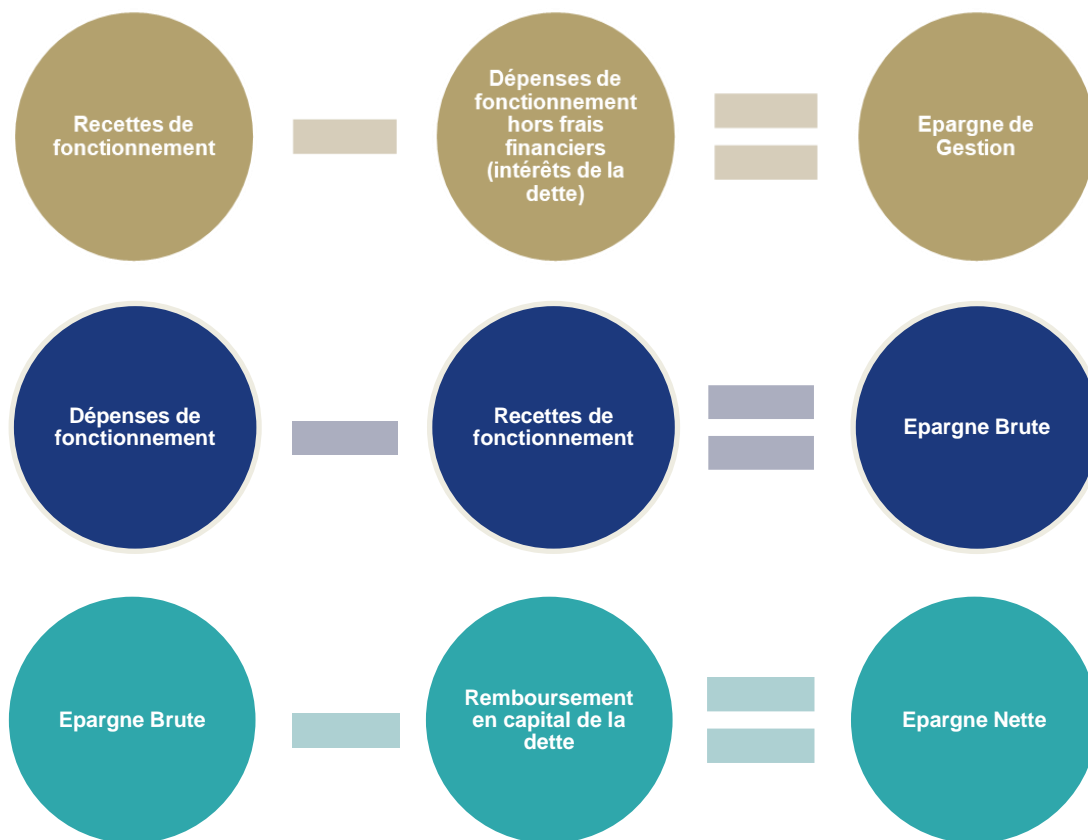 Recettes de
fonctionnement
Dépenses de
fonctionnement
hors frais
financiers
(intérêts de la
dette)
Epargne de
Gestion
Dépenses de
fonctionnement
Recettes de
fonctionnement
Epargne Brute
Epargne Brute
Remboursement
en capital de la
dette
Epargne Nette